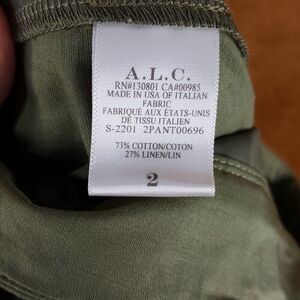 A.L.C.
RN#130801 CA#00985
MADE IN USA OF ITALIAN
FABRIC
FABRIQUÉ AUX ÉTATS-UNIS
DE TISSU ITALIEN
S-2201 2PANT00696
73% COTTON/COTON
27% LINEN/LIN
2